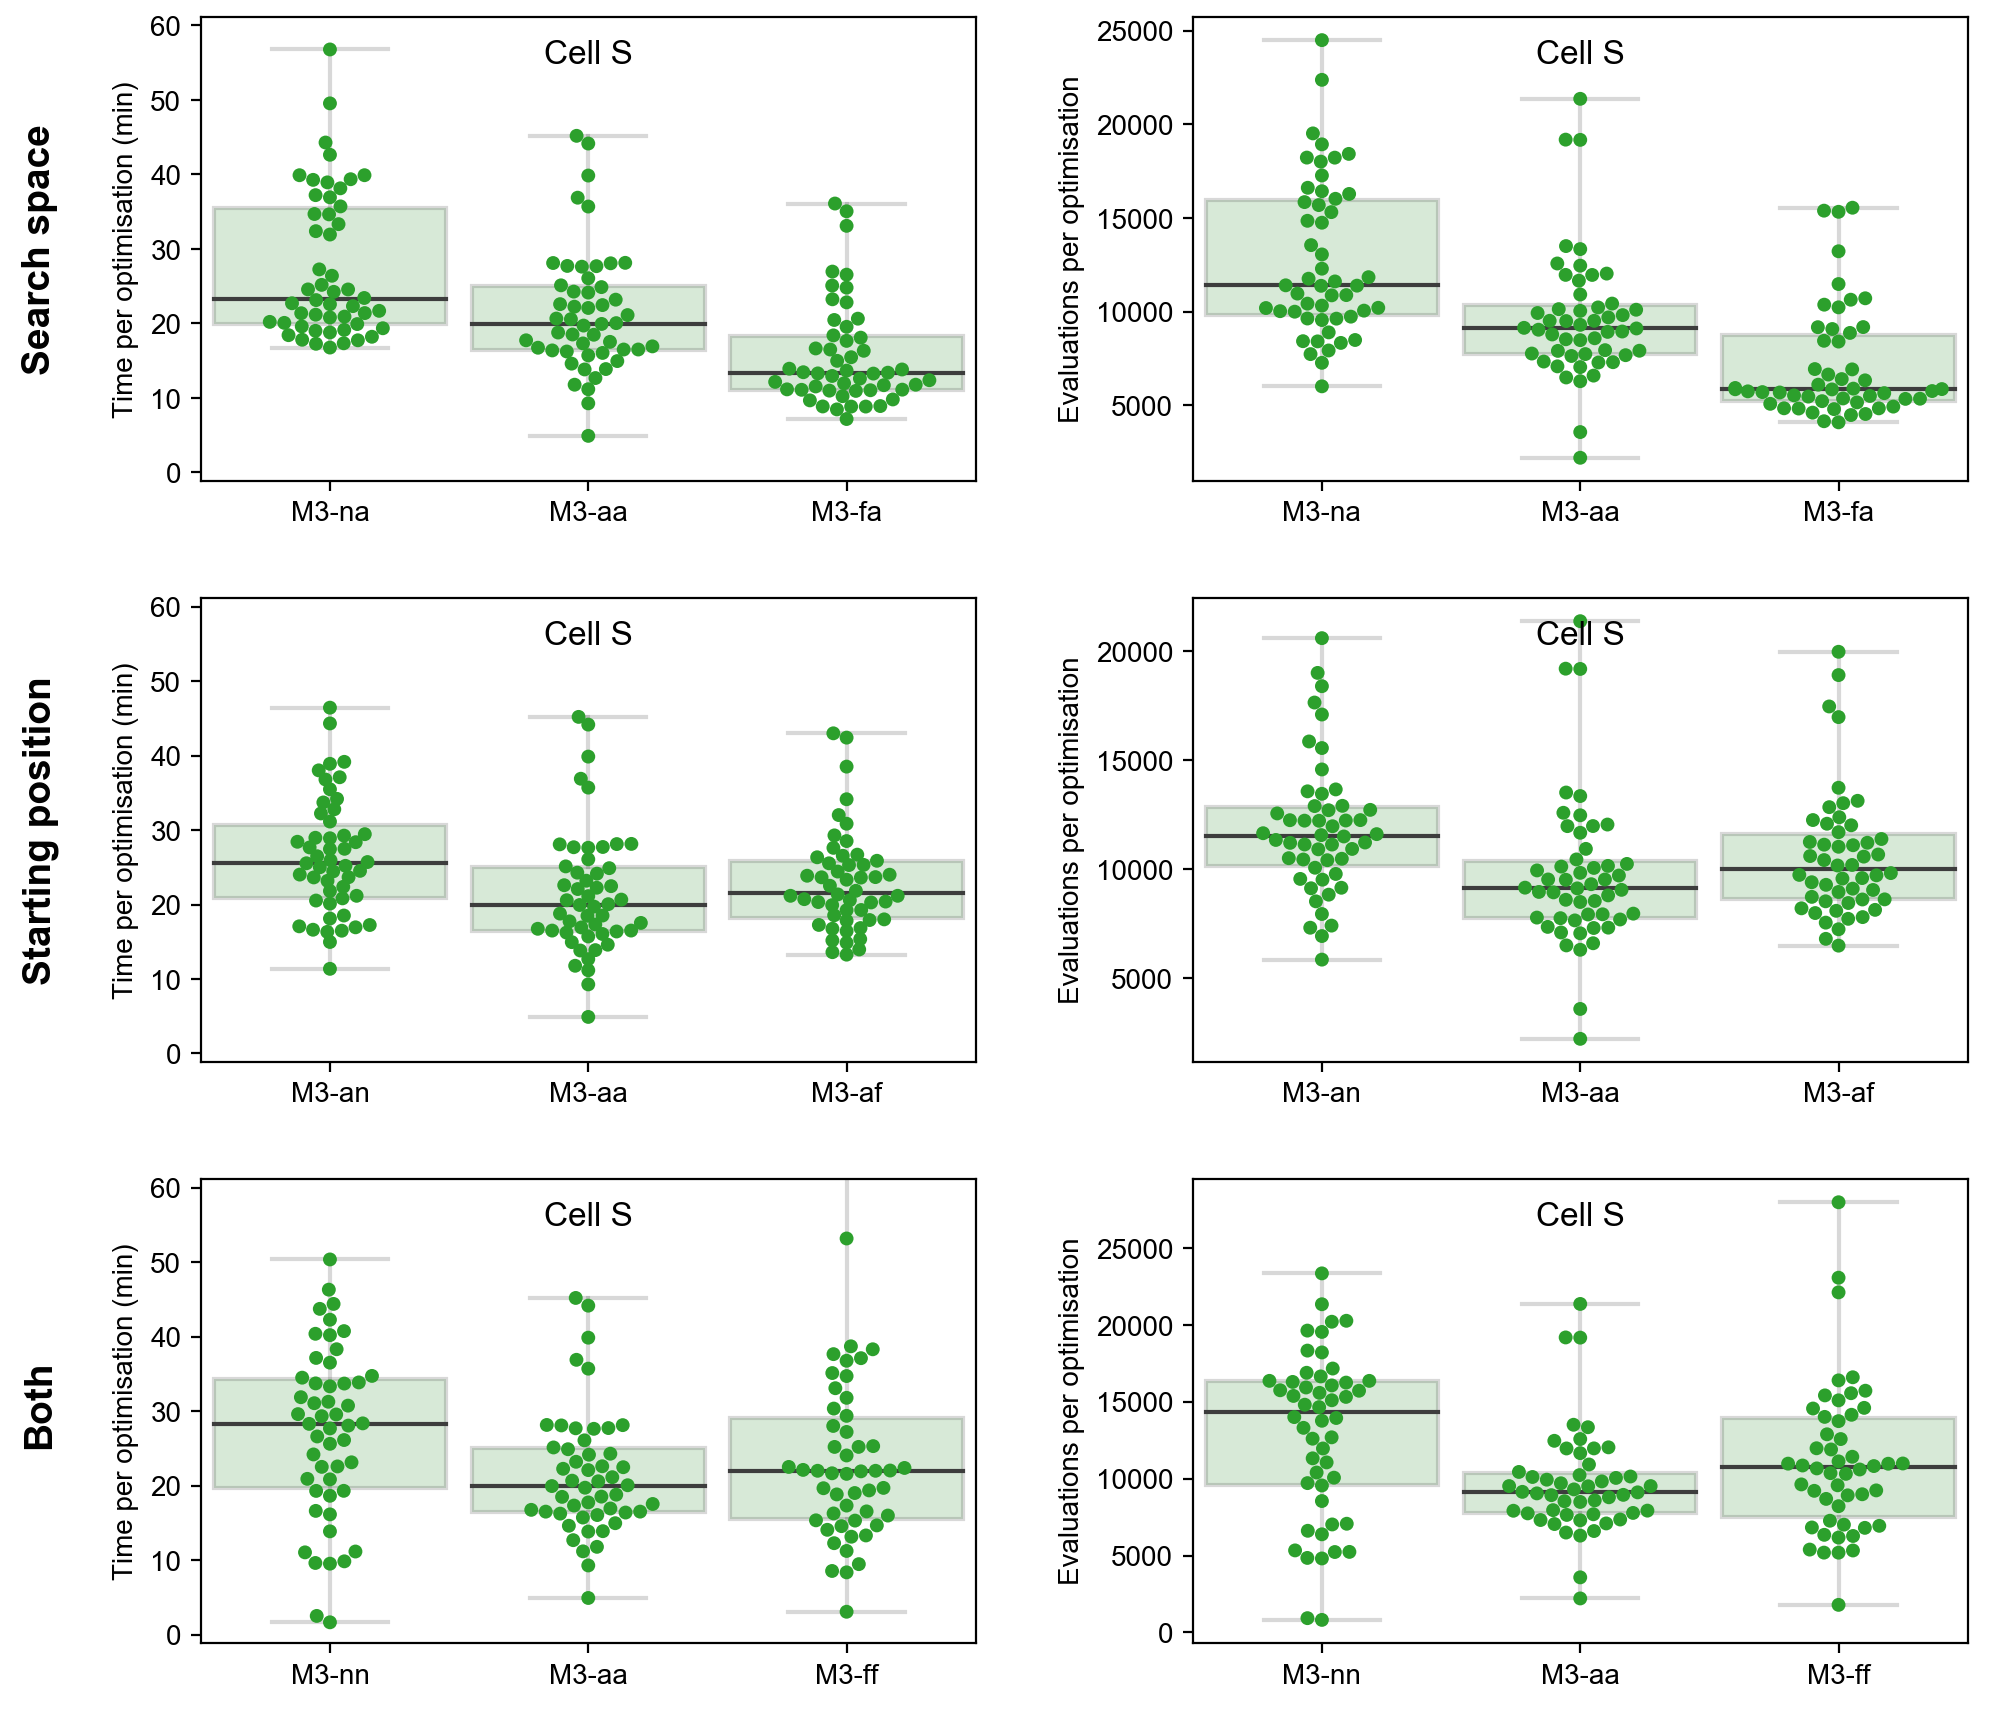 Search space
Time per optimisation (min)
60
50
40
30
20
10
0
Cell S
M3-na
M3-aa
M3-fa
Evaluations per optimisation
25000
20000
15000
10000
5000
Cell S
M3-na
M3-aa
M3-fa
Starting position
Time per optimisation (min)
60
50
40
30
20
10
0
Cell S
M3-an
M3-aa
M3-af
Evaluations per optimisation
20000
15000
10000
5000
Cell S
M3-an
M3-aa
M3-af
Both
Time per optimisation (min)
60
50
40
30
20
10
0
Cell S
M3-nn
M3-aa
M3-ff
Evaluations per optimisation
25000
20000
15000
10000
5000
0
Cell S
M3-nn
M3-aa
M3-ff